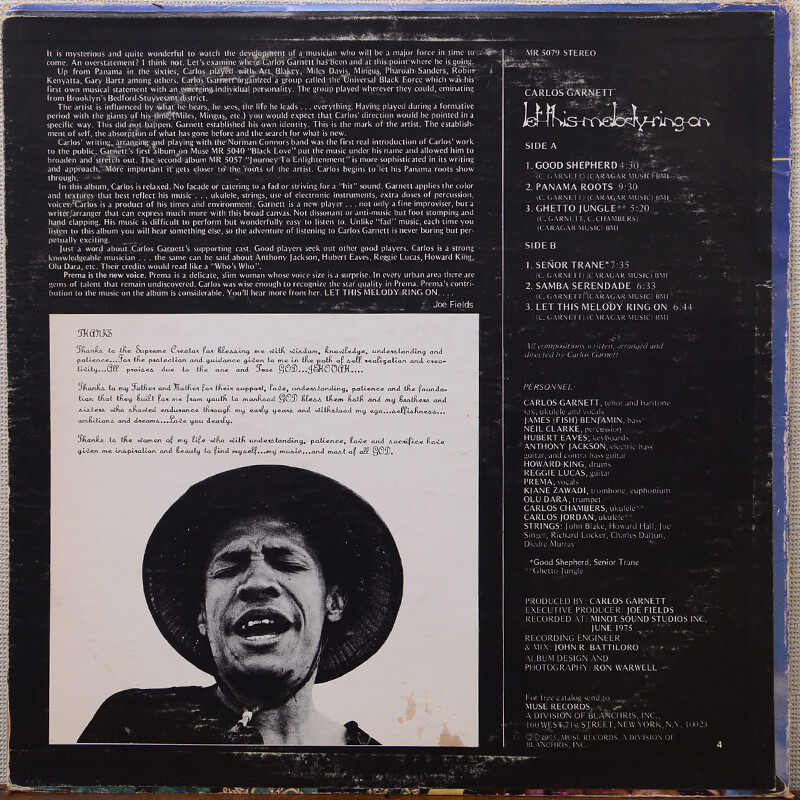 It is mysterious and quite wonderful to watch the development of a musician who will be a major force in time to
come. An overstatement? I think not. Let's examine where Carlos Garnett has been and at this point where he is going.
Up from Panama in the sixties, Carlos played with Art Blakey, Miles Davis, Mingus, Pharoah Sanders, Robin
Kenyatta, Gary Bartz among others. Carlos Garnett organized a group called the Universal Black Force which was his
first own musical statement with an emerging individual personality. The group played wherever they could, eminating
from Brooklyn's Bedford-Stuyvesant district.
The artist is influenced by what he hears, he sees, the life he leads . . . everything. Having played during a formative
period with the giants of his time (Miles, Mingus, etc.) you would expect that Carlos' direction would be pointed in a
specific way. This did not happen. Garnett established his own identity. This is the mark of the artist. The establish-
ment of self, the absorption of what has gone before and the search for what is new.
Carlos' writing, arranging and playing with the Norman Connors band was the first real introduction of Carlos' work
to the public. Garnett's first album on Muse MR 5040 "Black Love" put the music under his name and allowed him to
broaden and stretch out. The second album MR 5057 "Journey To Enlightenment" is more sophisticated in its writing
and approach. More important it gets closer to the roots of the artist. Carlos begins to let his Panama roots show
through.
In this album, Carlos is relaxed. No facade or catering to a fad or striving for a "hit" sound. Garnett applies the color
and textures that best reflect his music . . . ukulele, strings, use of electronic instruments, extra doses of percussion,
voices. Carlos is a product of his times and environment. Garnett is a new player . . . not only a fine improviser, but a
writer/arranger that can express much more with this broad canvas. Not dissonant or anti-music but foot stomping and
hand clapping. His music is difficult to perform but wonderfully easy to listen to. Unlike "fad" music, each time you
listen to this album you will hear something else, so the adventure of listening to Carlos Garnett is never boring but per-
petually exciting.
Just a word about Carlos Garnett's supporting cast. Good players seek out other good players. Carlos is a strong
knowledgeable musician . . . the same can be said about Anthony Jackson, Hubert Eaves, Reggie Lucas, Howard King,
Olu Dara, etc. Their credits would read like a "Who's Who".
Prema is the new voice. Prema is a delicate, slim woman whose voice size is a surprise. In every urban area there are
gems of talent that remain undiscovered. Carlos was wise enough to recognize the star quality in Prema. Prema's contri-
bution to the music on the album is considerable. You'll hear more from her. LET THIS MELODY RING ON. . . .
Joe Fields
THANKS
Thanks to the Supreme Creator for blessing me with wisdom, knowledge, understanding and
patience...For the protection and guidance given to me in the path of self realization and crea-
tivity...All praises due to the one and True GOD...JEHOVAH....
Thanks to my Father and Mother for their support, love, understanding, patience and the founda-
tion that they built for me from youth to manhood GOD bless them both and my brothers and
sisters who showed endurance through my early years and withstood my ego...selfishness...
ambitions and dreams...Love you dearly.
Thanks to the women of my life who with understanding, patience, love and sacrifice have
given me inspiration and beauty to find myself...my music...and most of all GOD.
MR 5079 STEREO
CARLOS GARNETT
let this melody ring on
SIDE A
1. GOOD SHEPHERD 4:30
(C. GARNETT) (CARAGAR MUSIC) BMI
2. PANAMA ROOTS 9:30
(C. GARNETT) (CARAGAR MUSIC) BMI
3. GHETTO JUNGLE** 5:20
(C. GARNETT, C. CHAMBERS)
(CARAGAR MUSIC) BMI
SIDE B
1. SEÑOR TRANE* 7:35
(C. GARNETT) (CARAGAR MUSIC) BMI
2. SAMBA SERENDADE 6:33
(C. GARNETT) (CARAGAR MUSIC) BMI
3. LET THIS MELODY RING ON 6:44
(C. GARNETT) (CARAGAR MUSIC) BMI
All compositions written, arranged and
directed by Carlos Garnett
PERSONNEL:
CARLOS GARNETT, tenor and baritone
sax, ukulele and vocals
JAMES (FISH) BENJAMIN, bass*
NEIL CLARKE, percussion
HUBERT EAVES, keyboards
ANTHONY JACKSON, electric bass
guitar, and contra bass guitar
HOWARD KING, drums
REGGIE LUCAS, guitar
PREMA, vocals
KIANE ZAWADI, trombone, euphonium
OLU DARA, trumpet
CARLOS CHAMBERS, ukulele**
CARLOS JORDAN, ukulele**
STRINGS: John Blake, Howard Hall, Joe
Singer, Richard Locker, Charles Dalton,
Diedre Murray
*Good Shepherd, Senior Trane
**Ghetto Jungle
PRODUCED BY: CARLOS GARNETT
EXECUTIVE PRODUCER: JOE FIELDS
RECORDED AT: MINOT SOUND STUDIOS INC.
JUNE 1975
RECORDING ENGINEER
& MIX: JOHN R. BATTILORO
ALBUM DESIGN AND
PHOTOGRAPHY: RON WARWELL
For free catalog send to
MUSE RECORDS,
A DIVISION OF BLANCHRIS, INC.,
160 WEST 71st STREET, NEW YORK, N.Y. 10023
©Ⓟ 1975, MUSE RECORDS, A DIVISION OF
BLANCHRIS, INC.
4